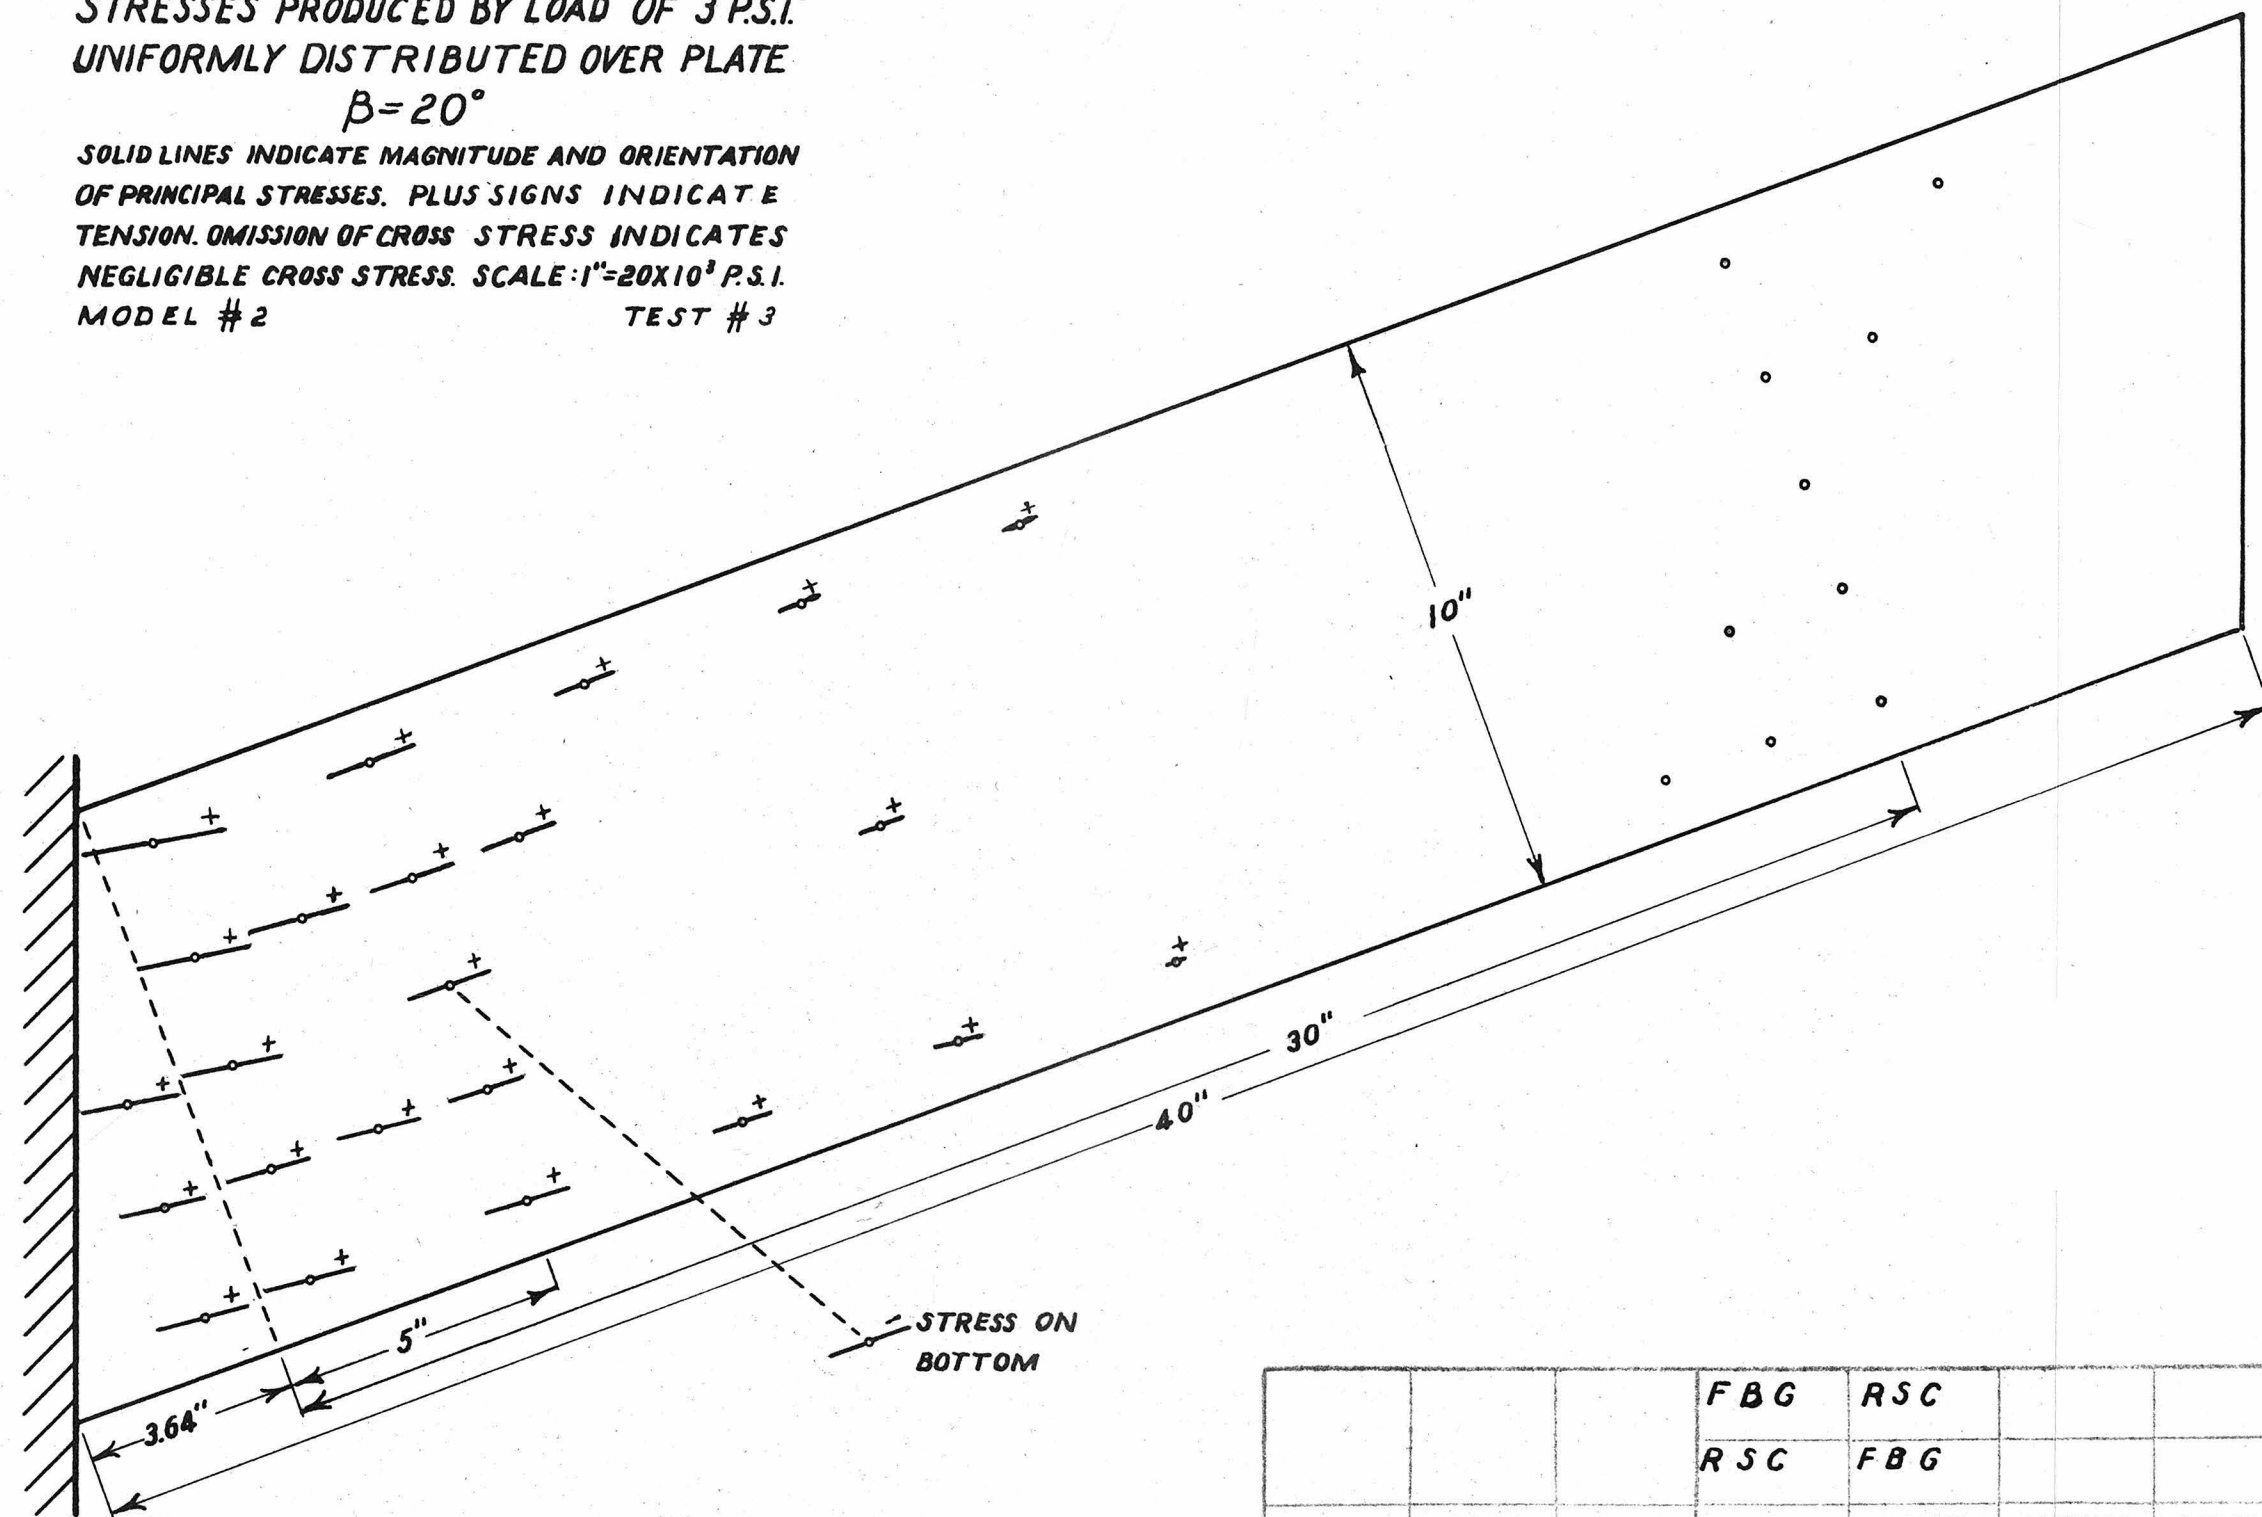 STRESSES PRODUCED BY LOAD OF 3 P.S.I.
UNIFORMLY DISTRIBUTED OVER PLATE
β=20°
SOLID LINES INDICATE MAGNITUDE AND ORIENTATION
OF PRINCIPAL STRESSES. PLUS SIGNS INDICATE
TENSION. OMISSION OF CROSS STRESS INDICATES
NEGLIGIBLE CROSS STRESS. SCALE: 1"=20X10³ P.S.I.
MODEL #2 TEST #3
10"
30"
40"
5"
3.64"
STRESS ON
BOTTOM
FBG RSC
RSC FBG